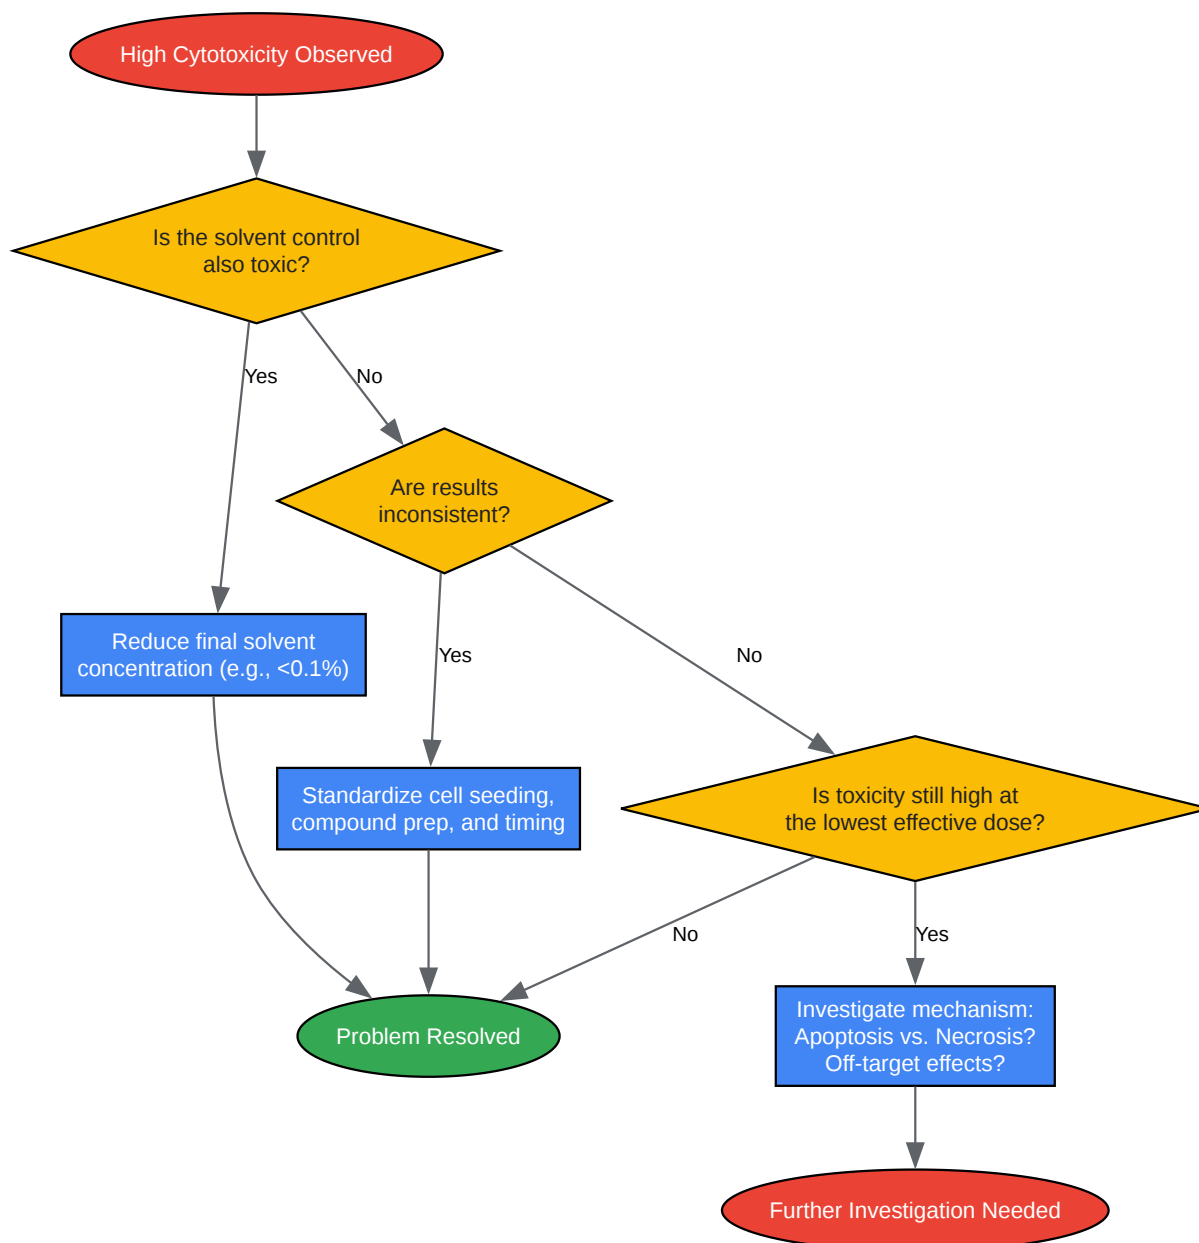 High Cytotoxicity Observed
Is the solvent control
also toxic?
Yes
No
Are results
inconsistent?
Reduce final solvent
concentration (e.g., <0.1%)
Yes
No
Standardize cell seeding,
compound prep, and timing
Is toxicity still high at
the lowest effective dose?
No
Yes
Problem Resolved
Investigate mechanism:
Apoptosis vs. Necrosis?
Off-target effects?
Further Investigation Needed